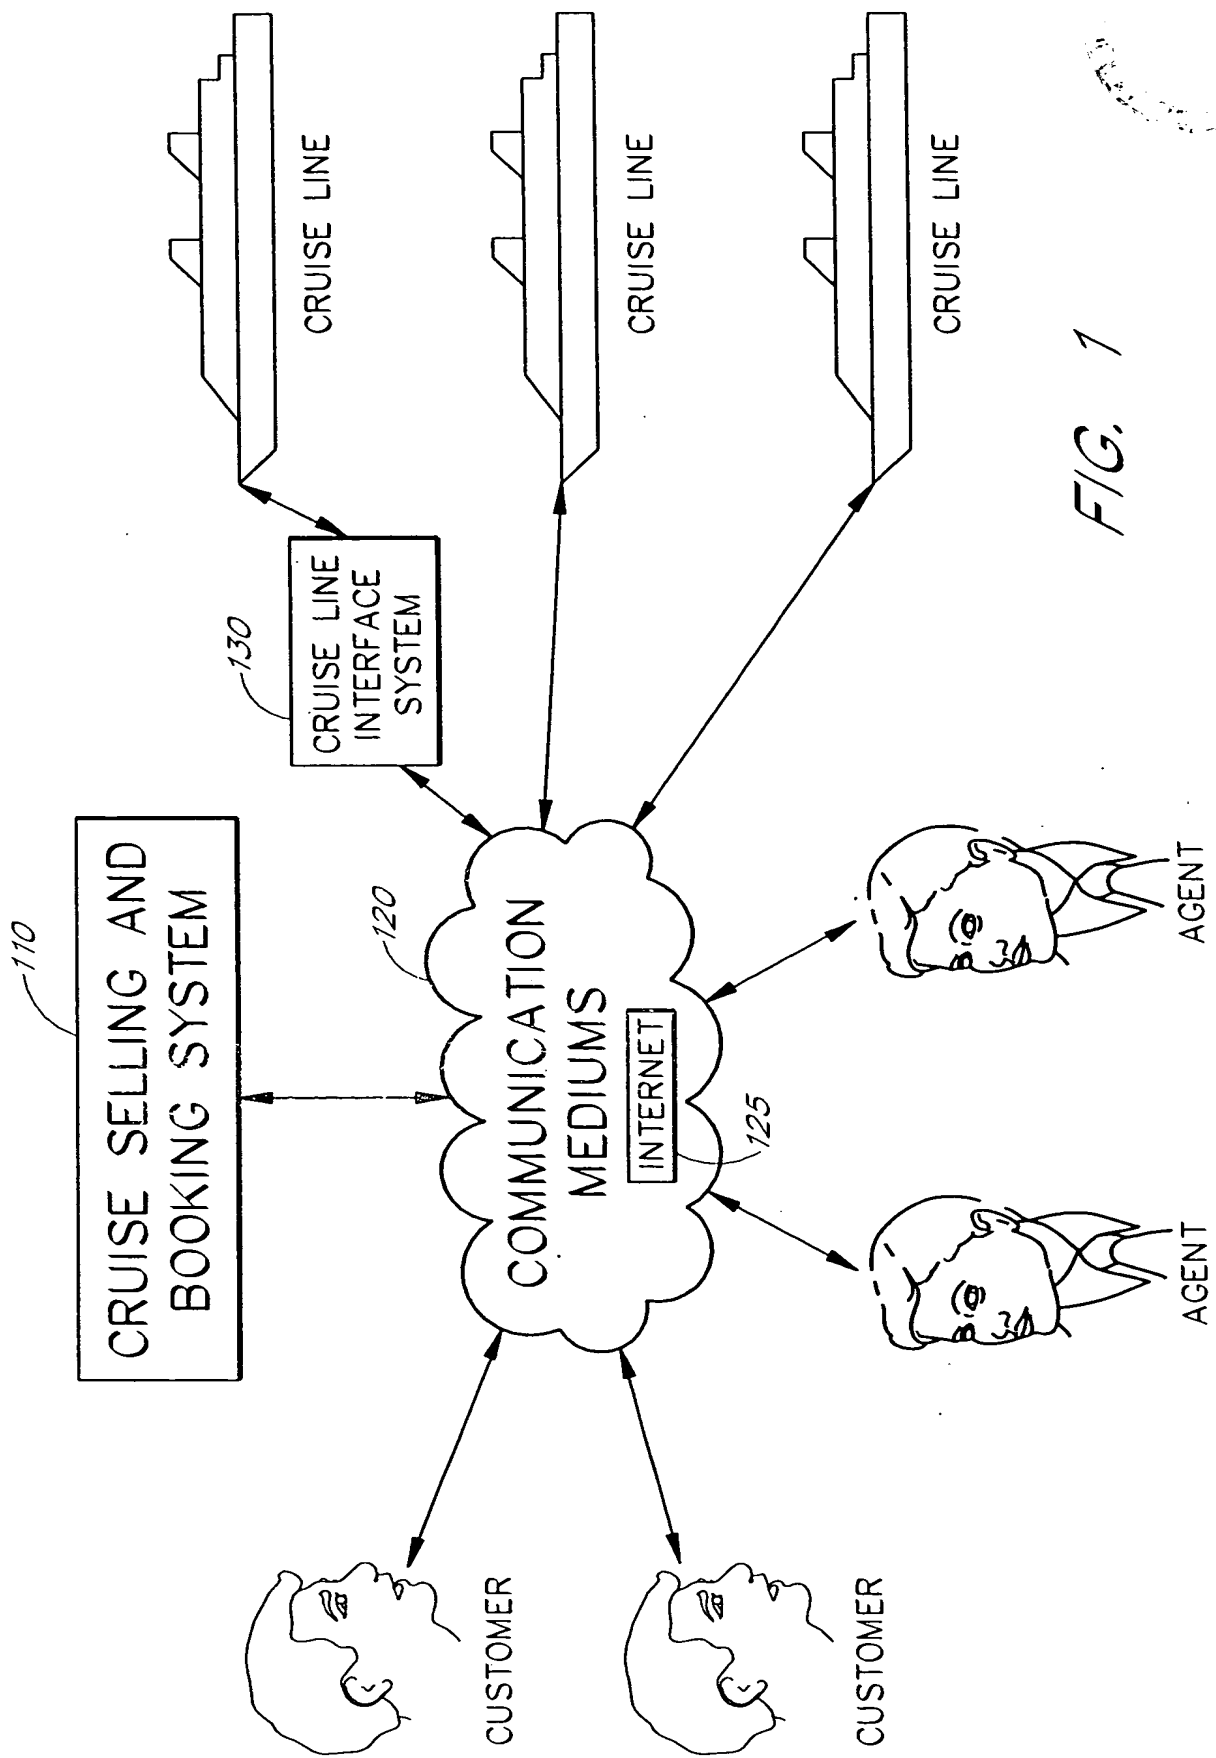 110
CRUISE SELLING AND
BOOKING SYSTEM
120
COMMUNICATION
MEDIUMS
INTERNET
125
130
CRUISE LINE
INTERFACE
SYSTEM
CRUISE LINE
CRUISE LINE
CRUISE LINE
CUSTOMER
CUSTOMER
AGENT
AGENT
FIG. 1